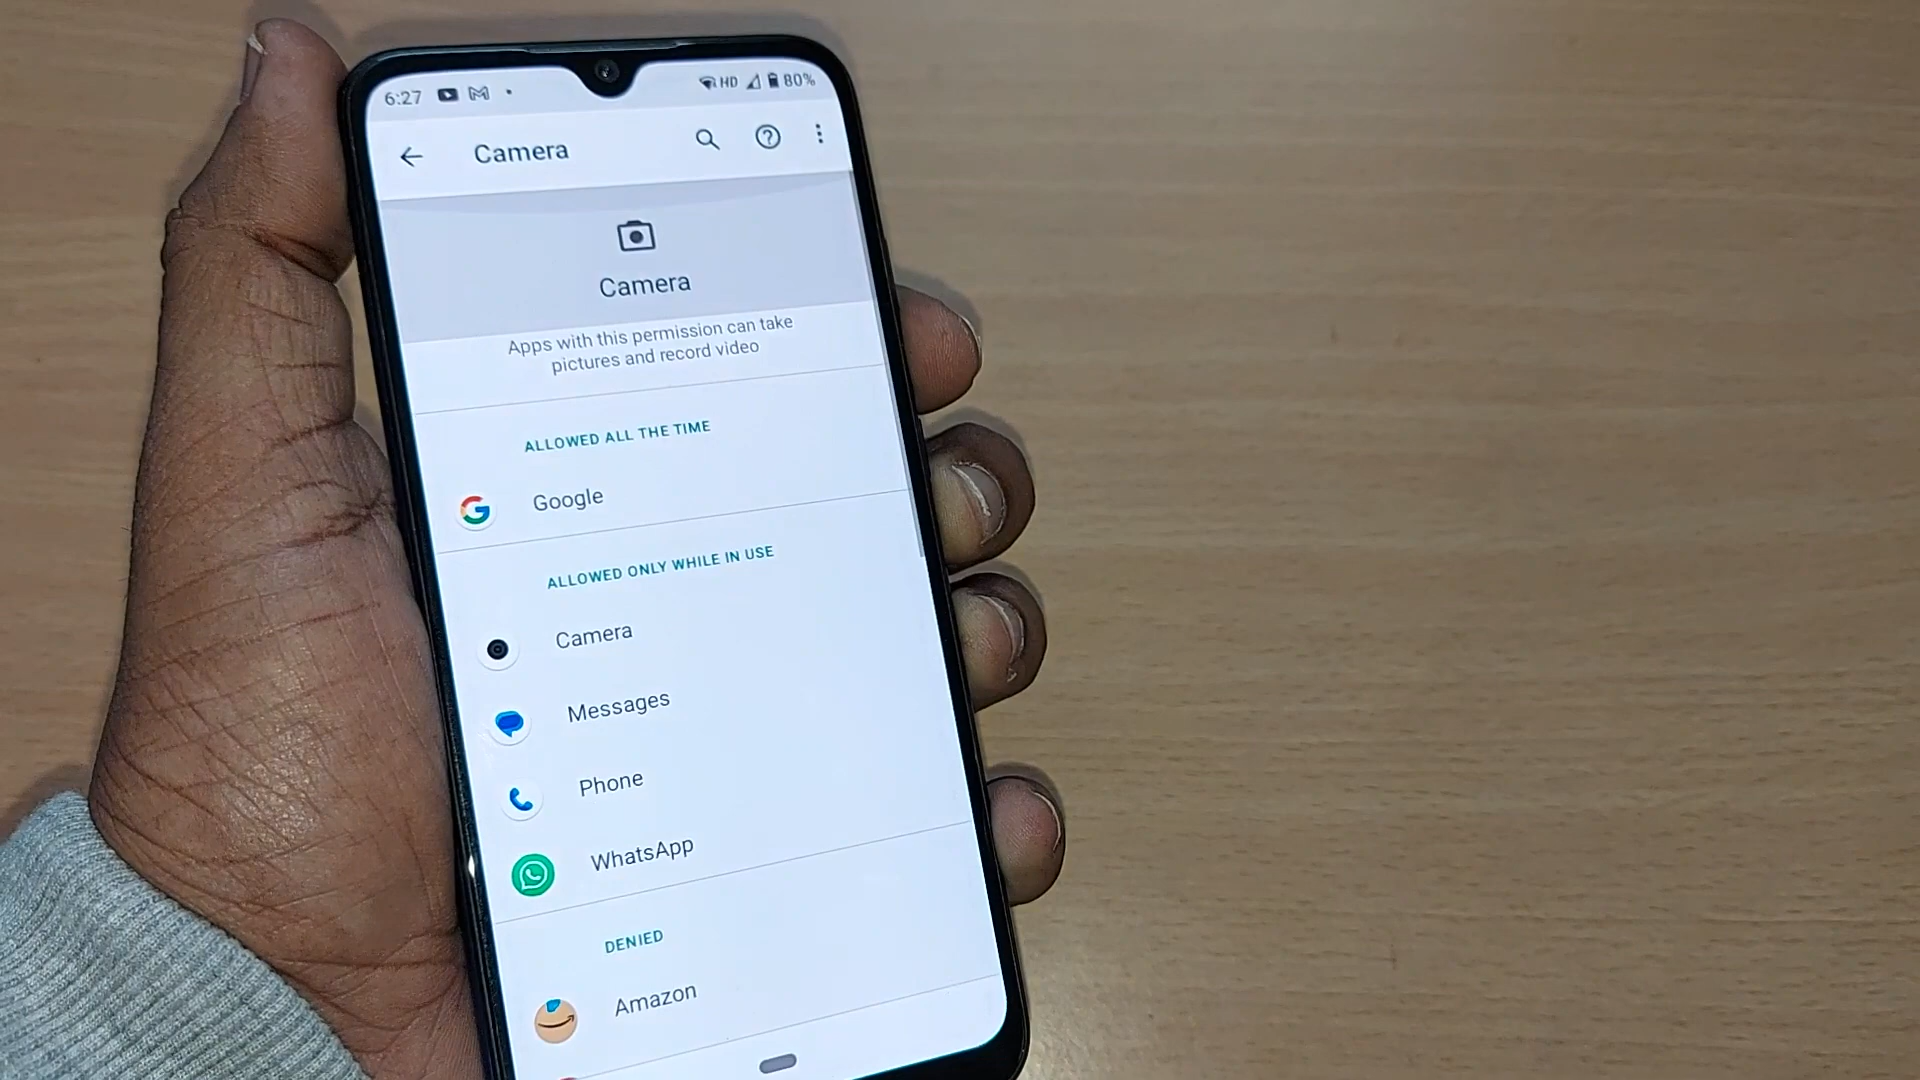 6:27 HD 80%
Camera
Camera
Apps with this permission can take
pictures and record video
ALLOWED ALL THE TIME
Google
ALLOWED ONLY WHILE IN USE
Camera
Messages
Phone
WhatsApp
DENIED
Amazon